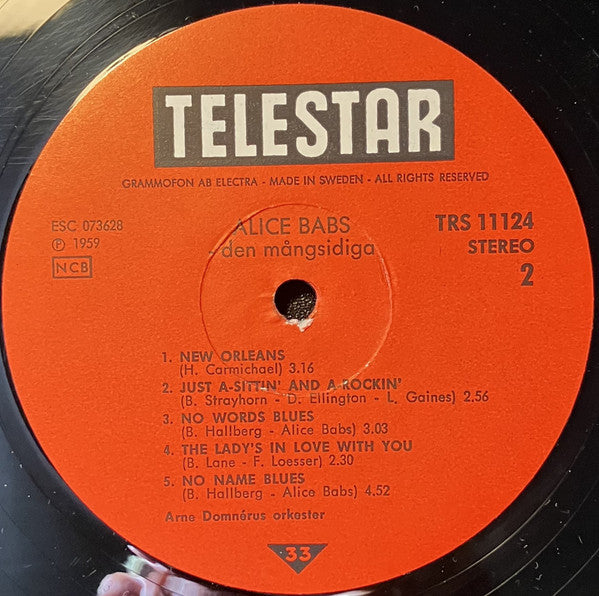 TELESTAR
GRAMMOFON AB ELECTRA - MADE IN SWEDEN - ALL RIGHTS RESERVED
ESC 073628
℗ 1959
NCB
ALICE BABS
- den mångsidiga
TRS 11124
STEREO
2
1. NEW ORLEANS
(H. Carmichael) 3.16
2. JUST A-SITTIN' AND A-ROCKIN'
(B. Strayhorn - D. Ellington - L. Gaines) 2.56
3. NO WORDS BLUES
(B. Hallberg - Alice Babs) 3.03
4. THE LADY'S IN LOVE WITH YOU
(B. Lane - F. Loesser) 2.30
5. NO NAME BLUES
(B. Hallberg - Alice Babs) 4.52
Arne Domnérus orkester
33